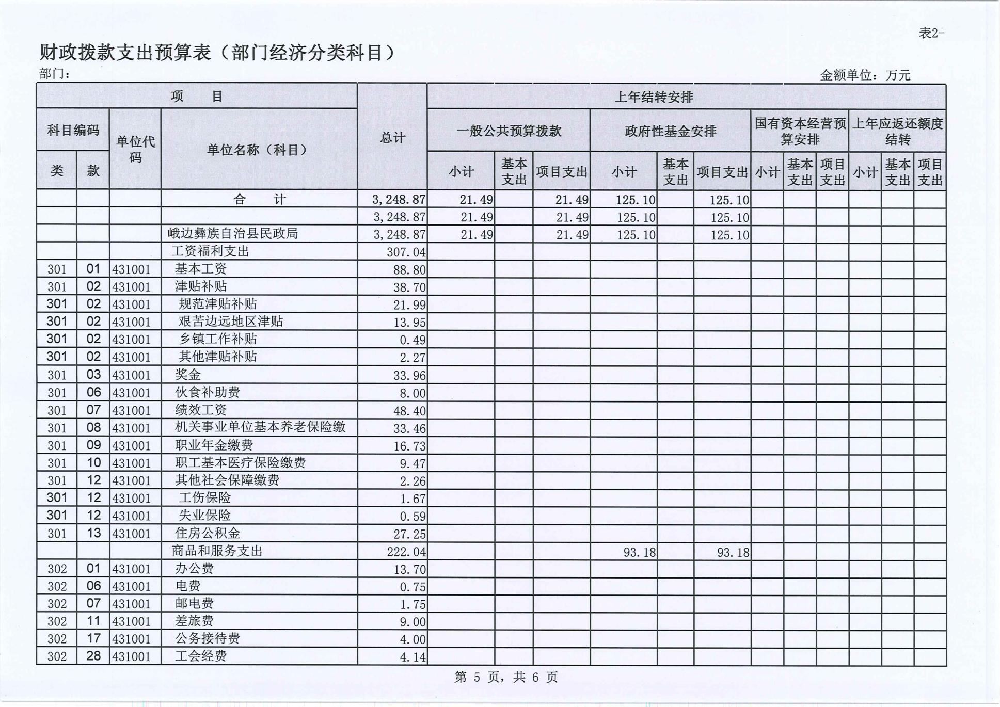 表2-
财政拨款支出预算表（部门经济分类科目）
部门：
金额单位：万元
项 目 总计 上年结转安排
科目编码 单位代码 单位名称（科目） 一般公共预算拨款 政府性基金安排 国有资本经营预算安排 上年应返还额度结转
类 款 小计 基本支出 项目支出 小计 基本支出 项目支出 小计 基本支出 项目支出 小计 基本支出 项目支出
合 计 3,248.87 21.49 21.49 125.10 125.10
3,248.87 21.49 21.49 125.10 125.10
峨边彝族自治县民政局 3,248.87 21.49 21.49 125.10 125.10
工资福利支出 307.04
301 01 431001 基本工资 88.80
301 02 431001 津贴补贴 38.70
301 02 431001 规范津贴补贴 21.99
301 02 431001 艰苦边远地区津贴 13.95
301 02 431001 乡镇工作补贴 0.49
301 02 431001 其他津贴补贴 2.27
301 03 431001 奖金 33.96
301 06 431001 伙食补助费 8.00
301 07 431001 绩效工资 48.40
301 08 431001 机关事业单位基本养老保险缴 33.46
301 09 431001 职业年金缴费 16.73
301 10 431001 职工基本医疗保险缴费 9.47
301 12 431001 其他社会保障缴费 2.26
301 12 431001 工伤保险 1.67
301 12 431001 失业保险 0.59
301 13 431001 住房公积金 27.25
商品和服务支出 222.04 93.18 93.18
302 01 431001 办公费 13.70
302 06 431001 电费 0.75
302 07 431001 邮电费 1.75
302 11 431001 差旅费 9.00
302 17 431001 公务接待费 4.00
302 28 431001 工会经费 4.14
第 5 页，共 6 页